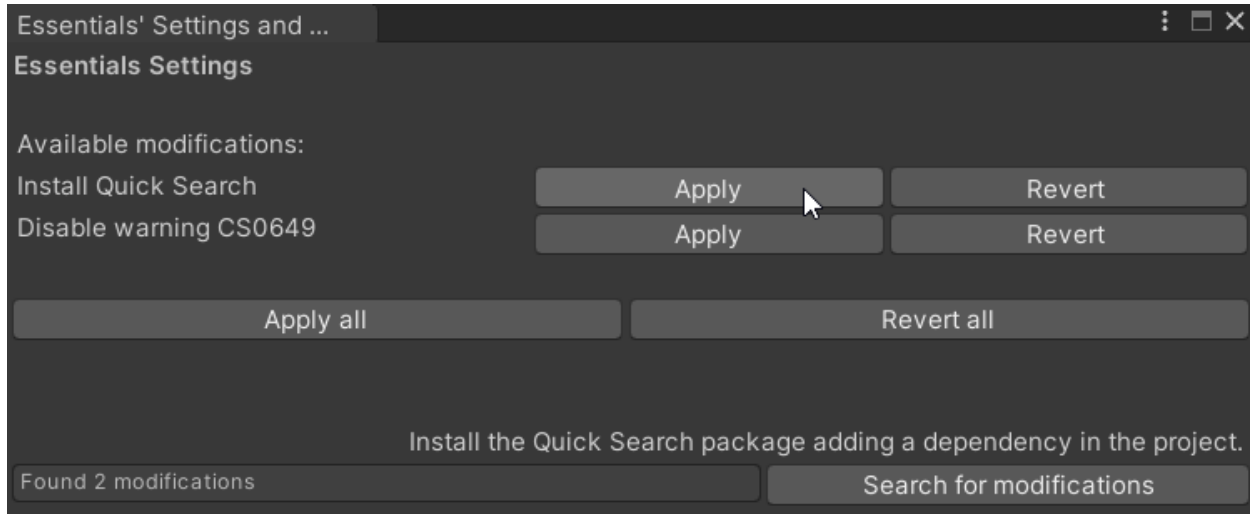 Essentials' Settings and ...
Essentials Settings
Available modifications:
Install Quick Search Apply Revert
Disable warning CS0649 Apply Revert
Apply all Revert all
Install the Quick Search package adding a dependency in the project.
Found 2 modifications Search for modifications